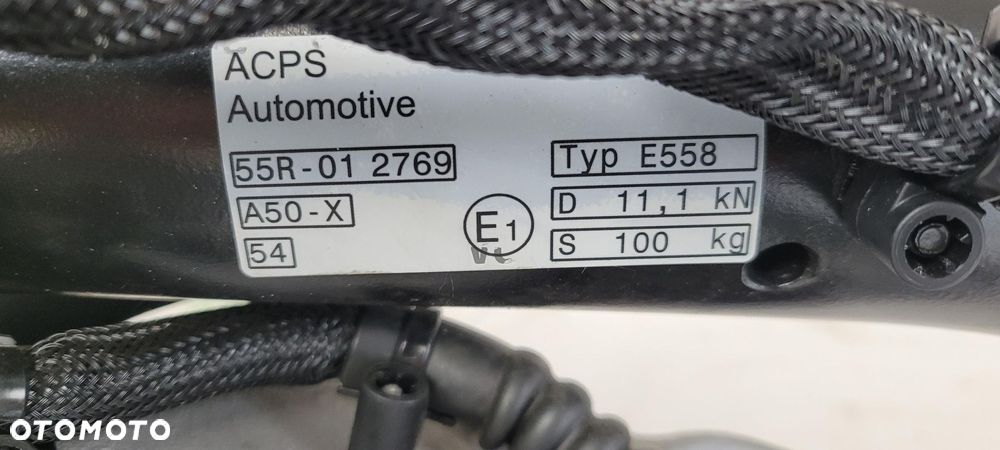 ACPS
Automotive
55R-01 2769
A50-X
54
E1
Typ E558
D 11,1 kN
S 100 kg
OTOMOTO